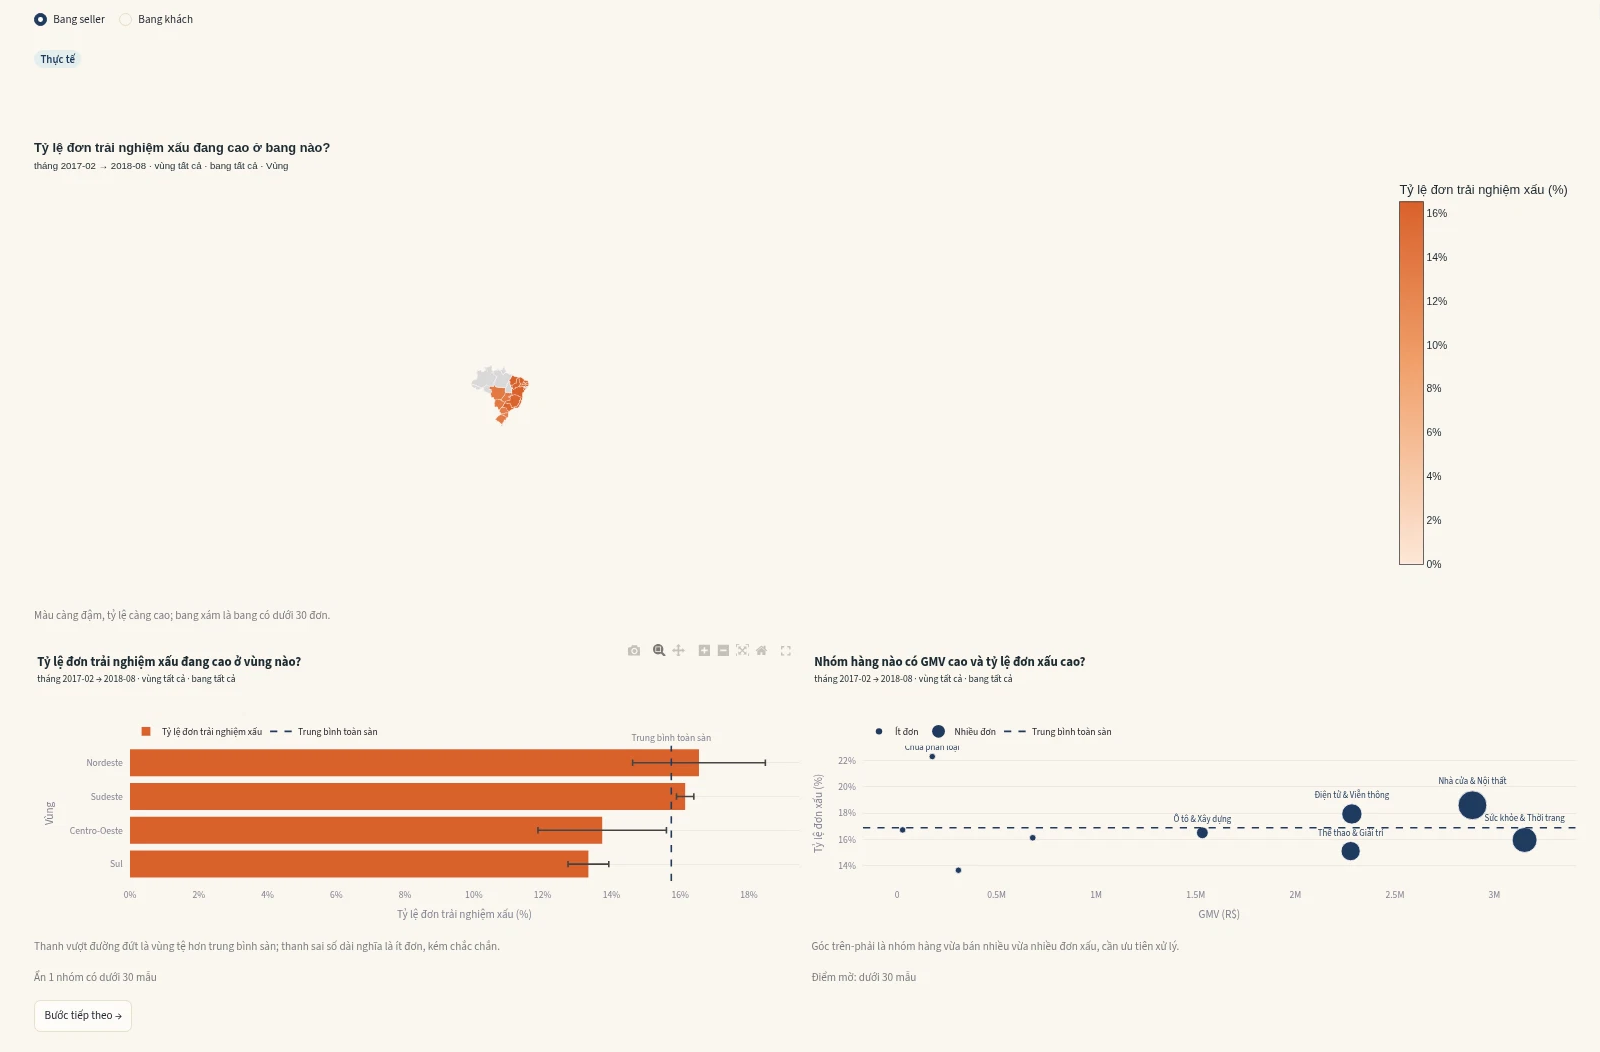 Bang seller Bang khách
Thực tế
Tỷ lệ đơn trải nghiệm xấu đang cao ở bang nào?
tháng 2017-02 → 2018-08 · vùng tất cả · bang tất cả · Vùng
Tỷ lệ đơn trải nghiệm xấu (%)
16%
14%
12%
10%
8%
6%
4%
2%
0%
Màu càng đậm, tỷ lệ càng cao; bang xám là bang có dưới 30 đơn.
Tỷ lệ đơn trải nghiệm xấu đang cao ở vùng nào?
tháng 2017-02 → 2018-08 · vùng tất cả · bang tất cả
Tỷ lệ đơn trải nghiệm xấu Trung bình toàn sàn
Trung bình toàn sàn
Vùng
Nordeste
Sudeste
Centro-Oeste
Sul
0% 2% 4% 6% 8% 10% 12% 14% 16% 18%
Tỷ lệ đơn trải nghiệm xấu (%)
Thanh vượt đường đứt là vùng tệ hơn trung bình sàn; thanh sai số dài nghĩa là ít đơn, kém chắc chắn.
Ẩn 1 nhóm có dưới 30 mẫu
Bước tiếp theo →
Nhóm hàng nào có GMV cao và tỷ lệ đơn xấu cao?
tháng 2017-02 → 2018-08 · vùng tất cả · bang tất cả
Ít đơn Nhiều đơn Trung bình toàn sàn
Chưa phân loại
Nhà cửa & Nội thất
Điện tử & Viễn thông
Ô tô & Xây dựng
Sức khỏe & Thời trang
Thể thao & Giải trí
Tỷ lệ đơn xấu (%)
22%
20%
18%
16%
14%
0 0.5M 1M 1.5M 2M 2.5M 3M
GMV (R$)
Góc trên-phải là nhóm hàng vừa bán nhiều vừa nhiều đơn xấu, cần ưu tiên xử lý.
Điểm mờ: dưới 30 mẫu